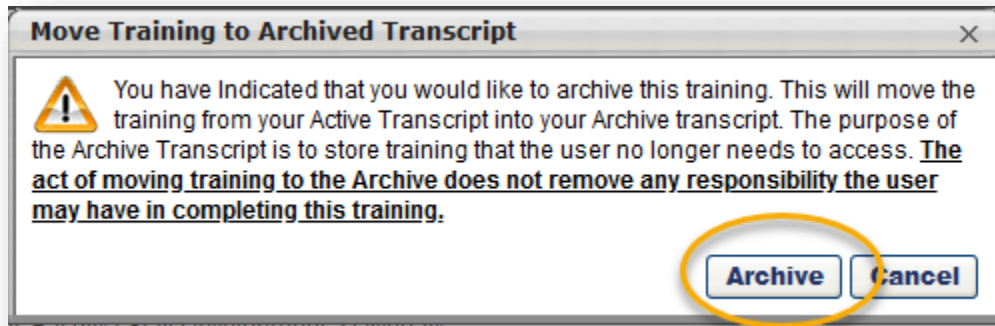 Move Training to Archived Transcript
You have Indicated that you would like to archive this training. This will move the
training from your Active Transcript into your Archive transcript. The purpose of
the Archive Transcript is to store training that the user no longer needs to access. The
act of moving training to the Archive does not remove any responsibility the user
may have in completing this training.
Archive Cancel